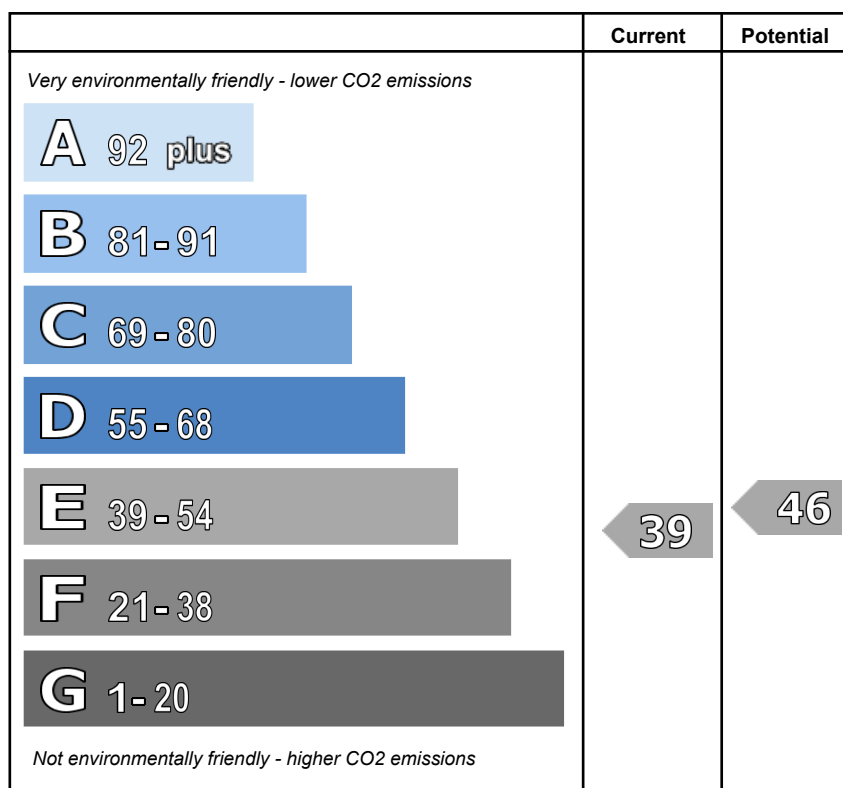 Current Potential
Very environmentally friendly - lower CO2 emissions
A 92 plus
B 81-91
C 69-80
D 55-68
E 39-54
39
46
F 21-38
G 1-20
Not environmentally friendly - higher CO2 emissions